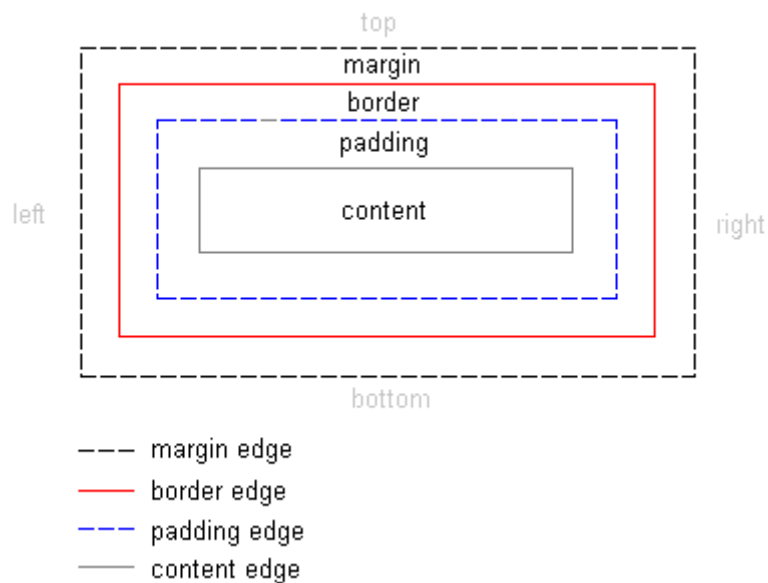 top
margin
border
padding
left
content
right
bottom
margin edge
border edge
padding edge
content edge